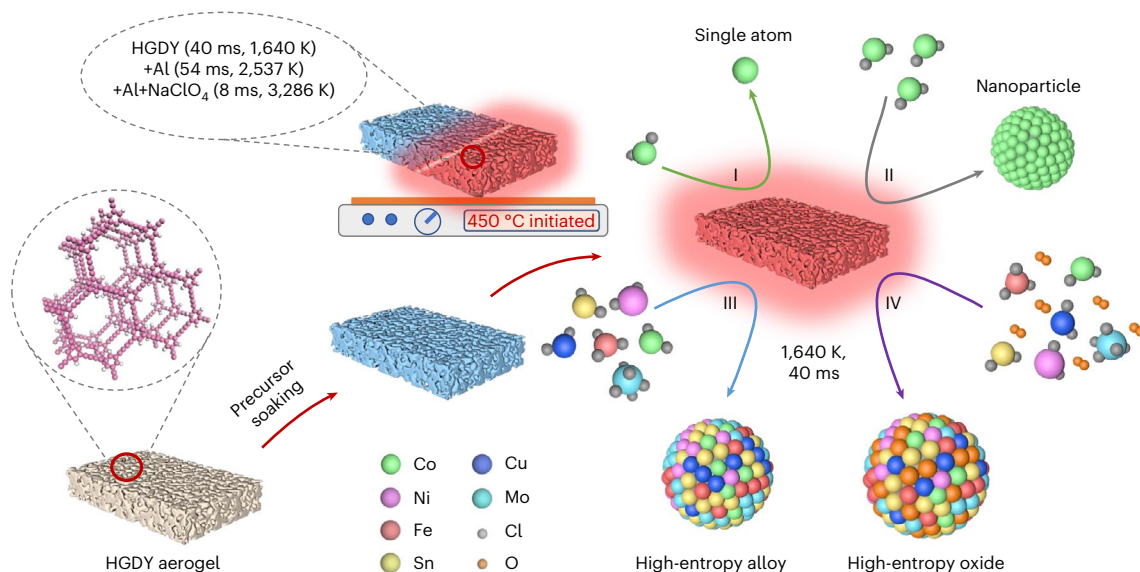 HGDY (40 ms, 1,640 K)
+Al (54 ms, 2,537 K)
+Al+NaClO₄ (8 ms, 3,286 K)
450 °C initiated
Single atom
Nanoparticle
I
II
III
IV
1,640 K,
40 ms
Precursor
soaking
HGDY aerogel
Co
Ni
Fe
Sn
Cu
Mo
Cl
O
High-entropy alloy
High-entropy oxide